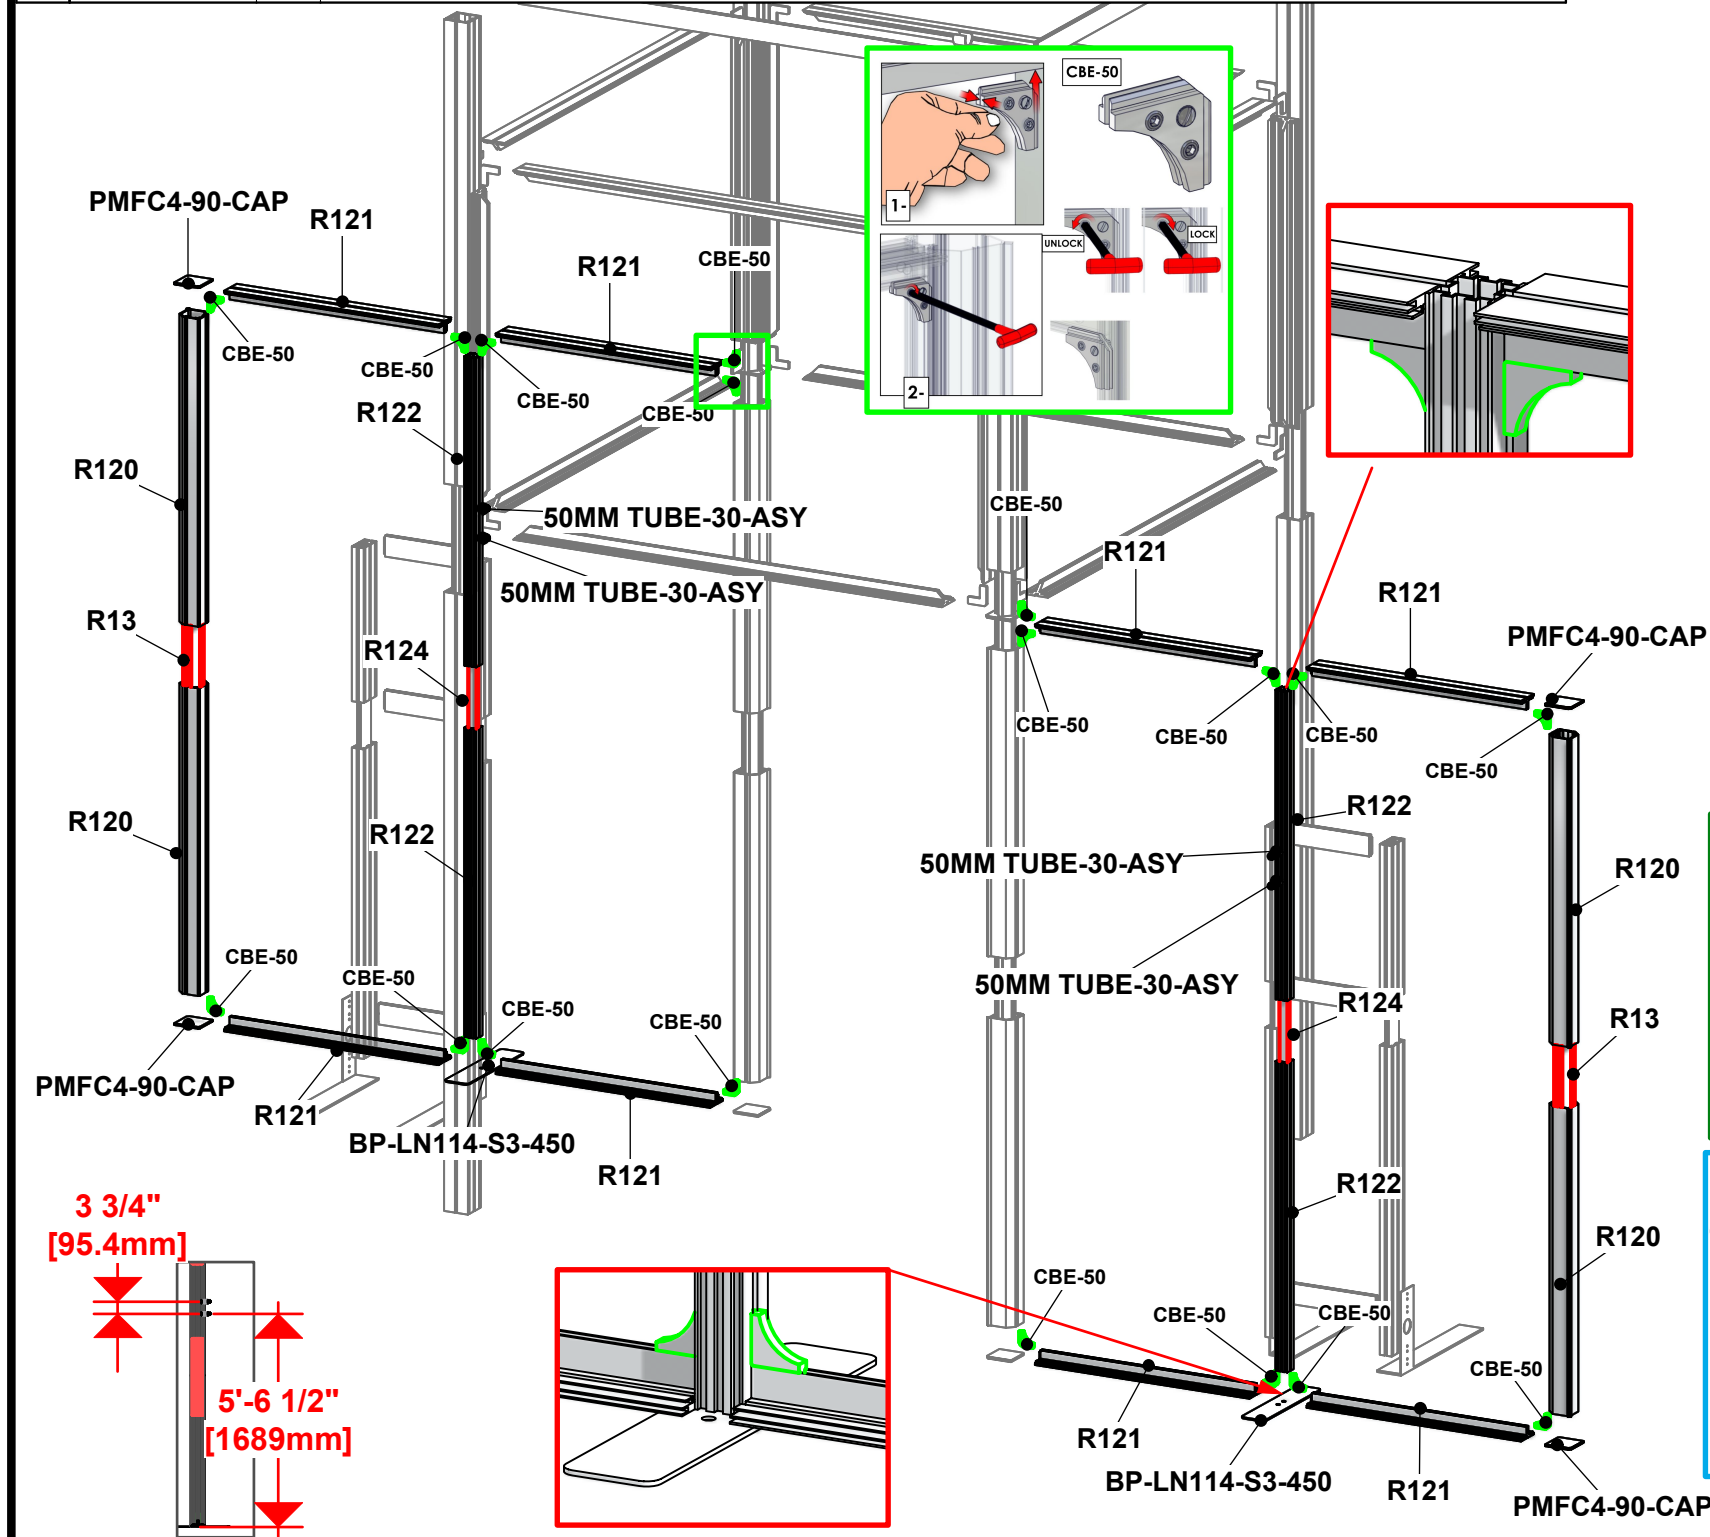 CBE-50
1-
UNLOCK
LOCK
2-
PMFC4-90-CAP
R121
R121
CBE-50
CBE-50
CBE-50
CBE-50
CBE-50
R122
R120
50MM TUBE-30-ASY
50MM TUBE-30-ASY
R13
R124
R120
R122
CBE-50
CBE-50
CBE-50
CBE-50
PMFC4-90-CAP
R121
BP-LN114-S3-450
R121
CBE-50
R121
R121
PMFC4-90-CAP
CBE-50
CBE-50
CBE-50
CBE-50
R122
50MM TUBE-30-ASY
R120
50MM TUBE-30-ASY
R124
R13
R122
R120
CBE-50
CBE-50
CBE-50
CBE-50
R121
BP-LN114-S3-450
R121
PMFC4-90-CAP
3 3/4"
[95.4mm]
5'-6 1/2"
[1689mm]